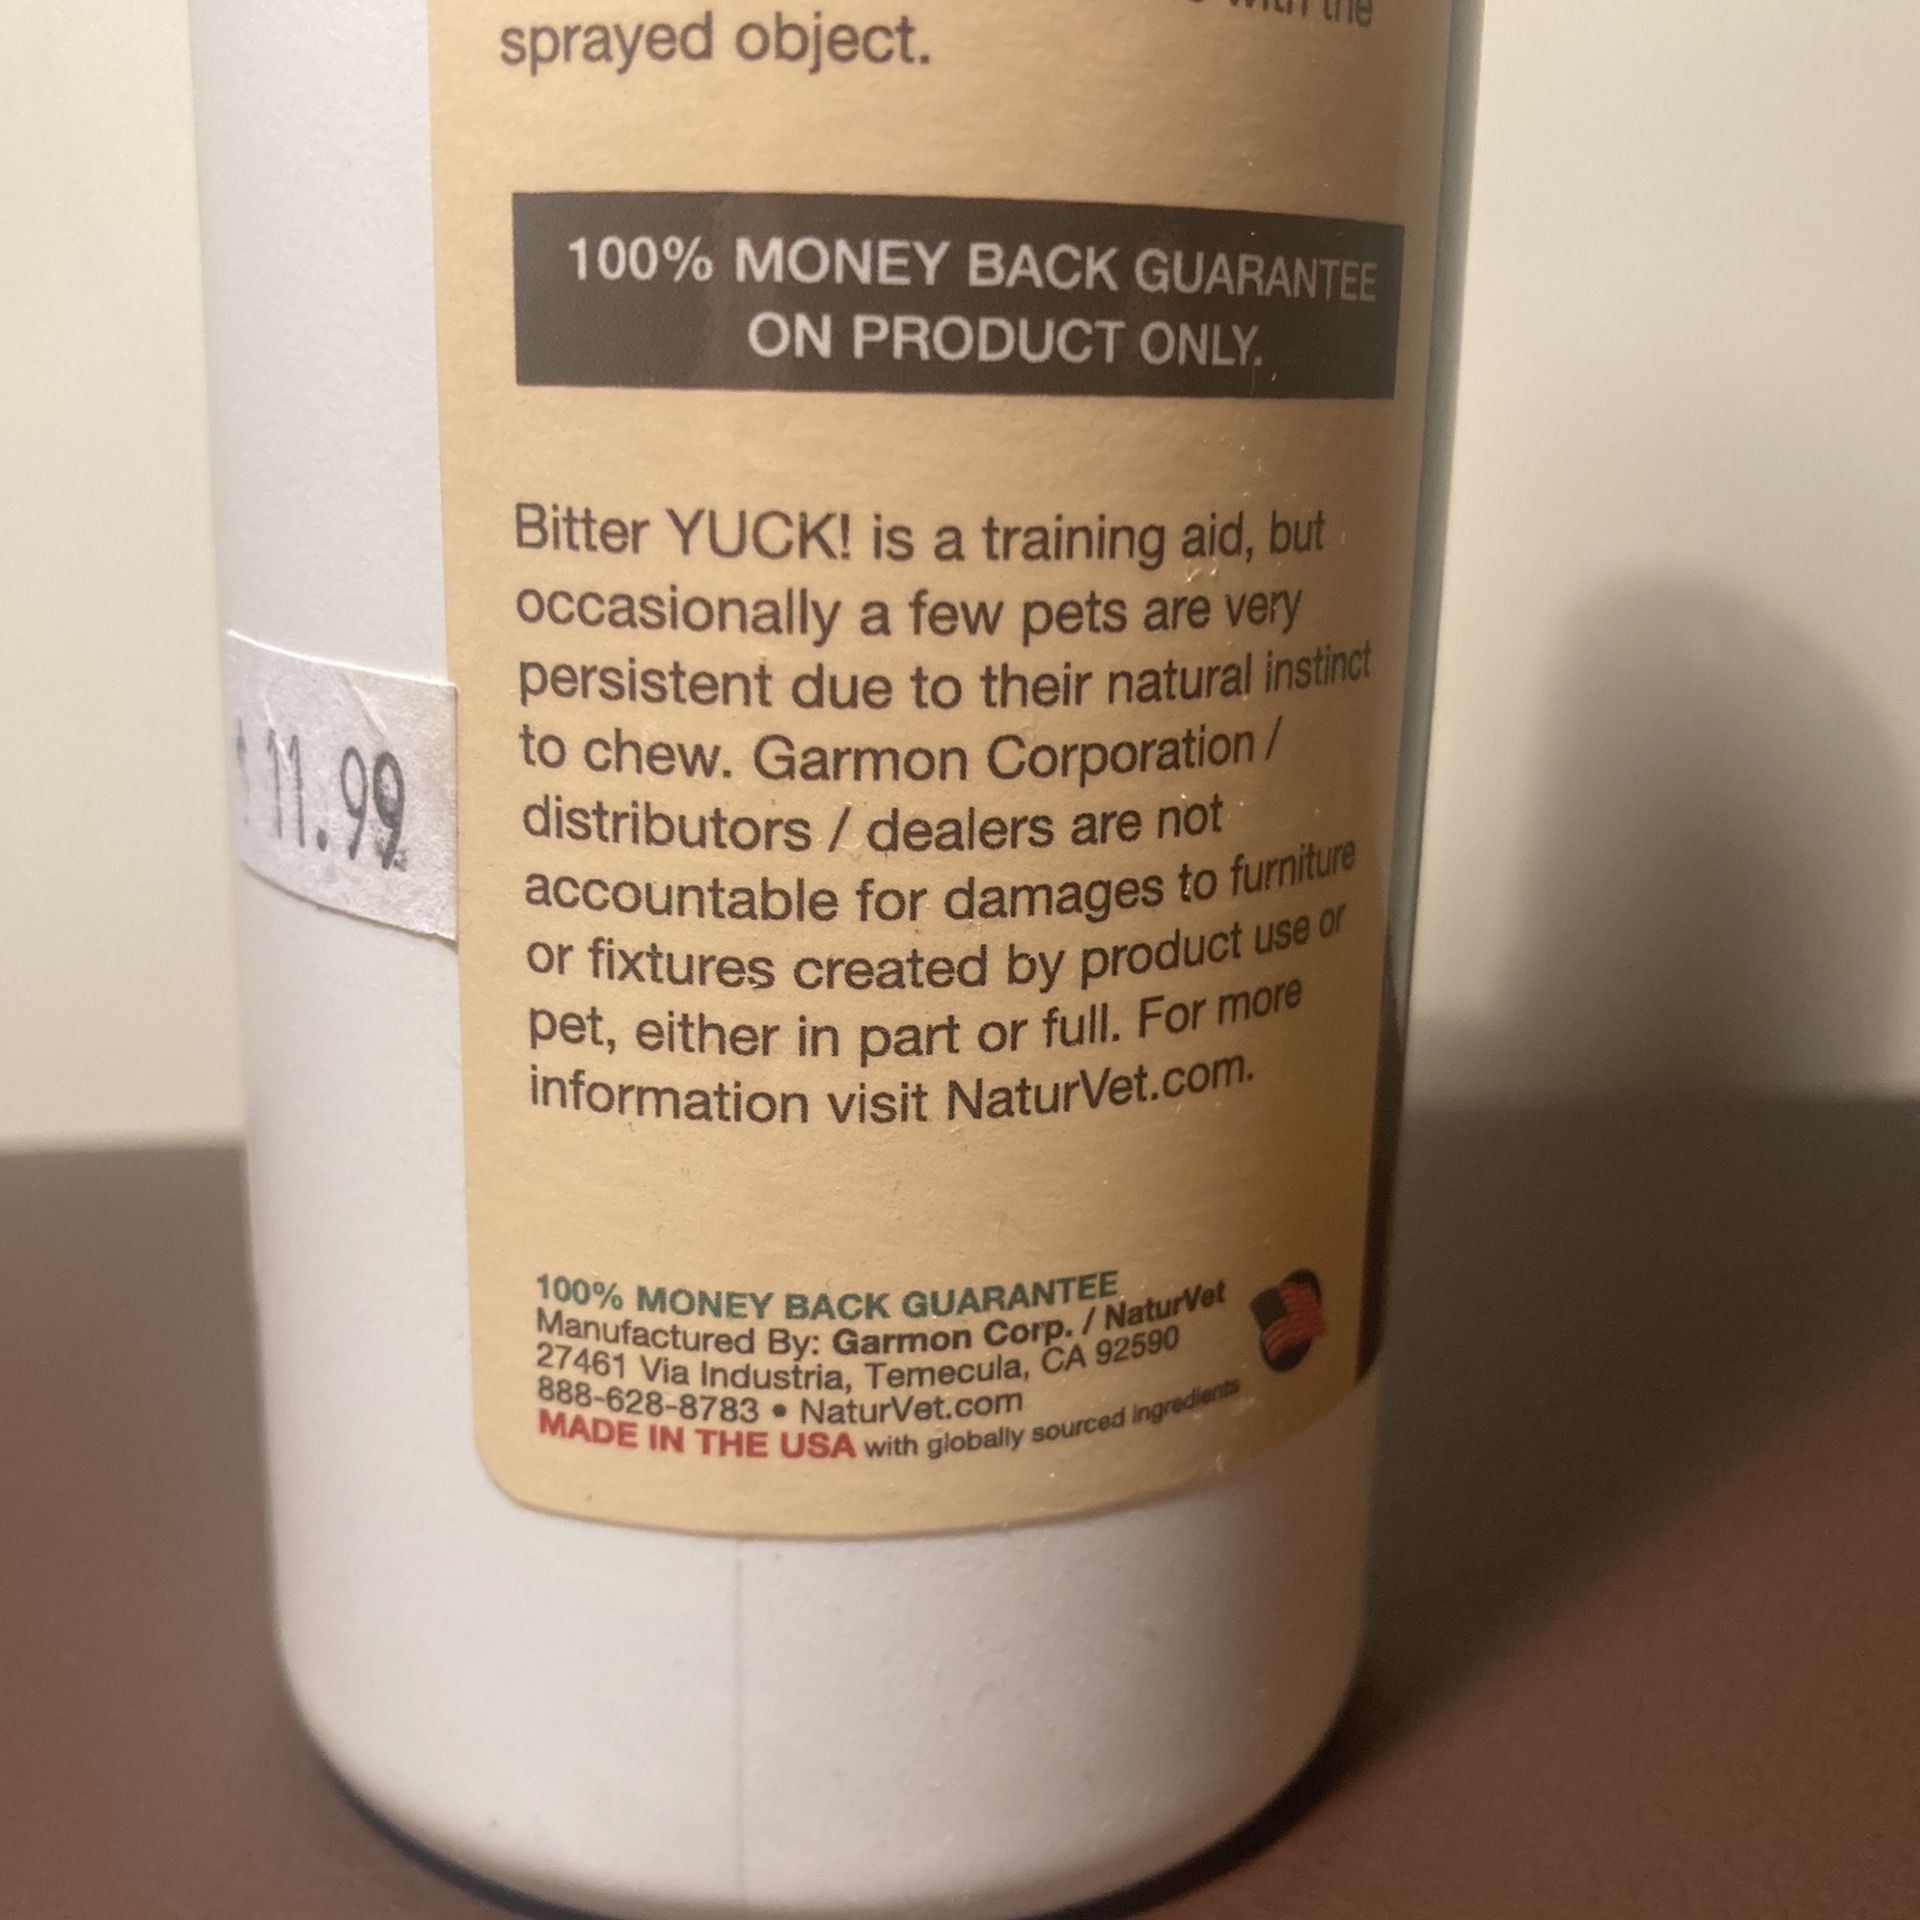 with the
sprayed object.
100% MONEY BACK GUARANTEE
ON PRODUCT ONLY.
Bitter YUCK! is a training aid, but
occasionally a few pets are very
persistent due to their natural instinct
to chew. Garmon Corporation /
distributors / dealers are not
accountable for damages to furniture
or fixtures created by product use or
pet, either in part or full. For more
information visit NaturVet.com.
$ 11.99
100% MONEY BACK GUARANTEE
Manufactured By: Garmon Corp. / NaturVet
27461 Via Industria, Temecula, CA 92590
888-628-8783 • NaturVet.com
MADE IN THE USA with globally sourced ingredients